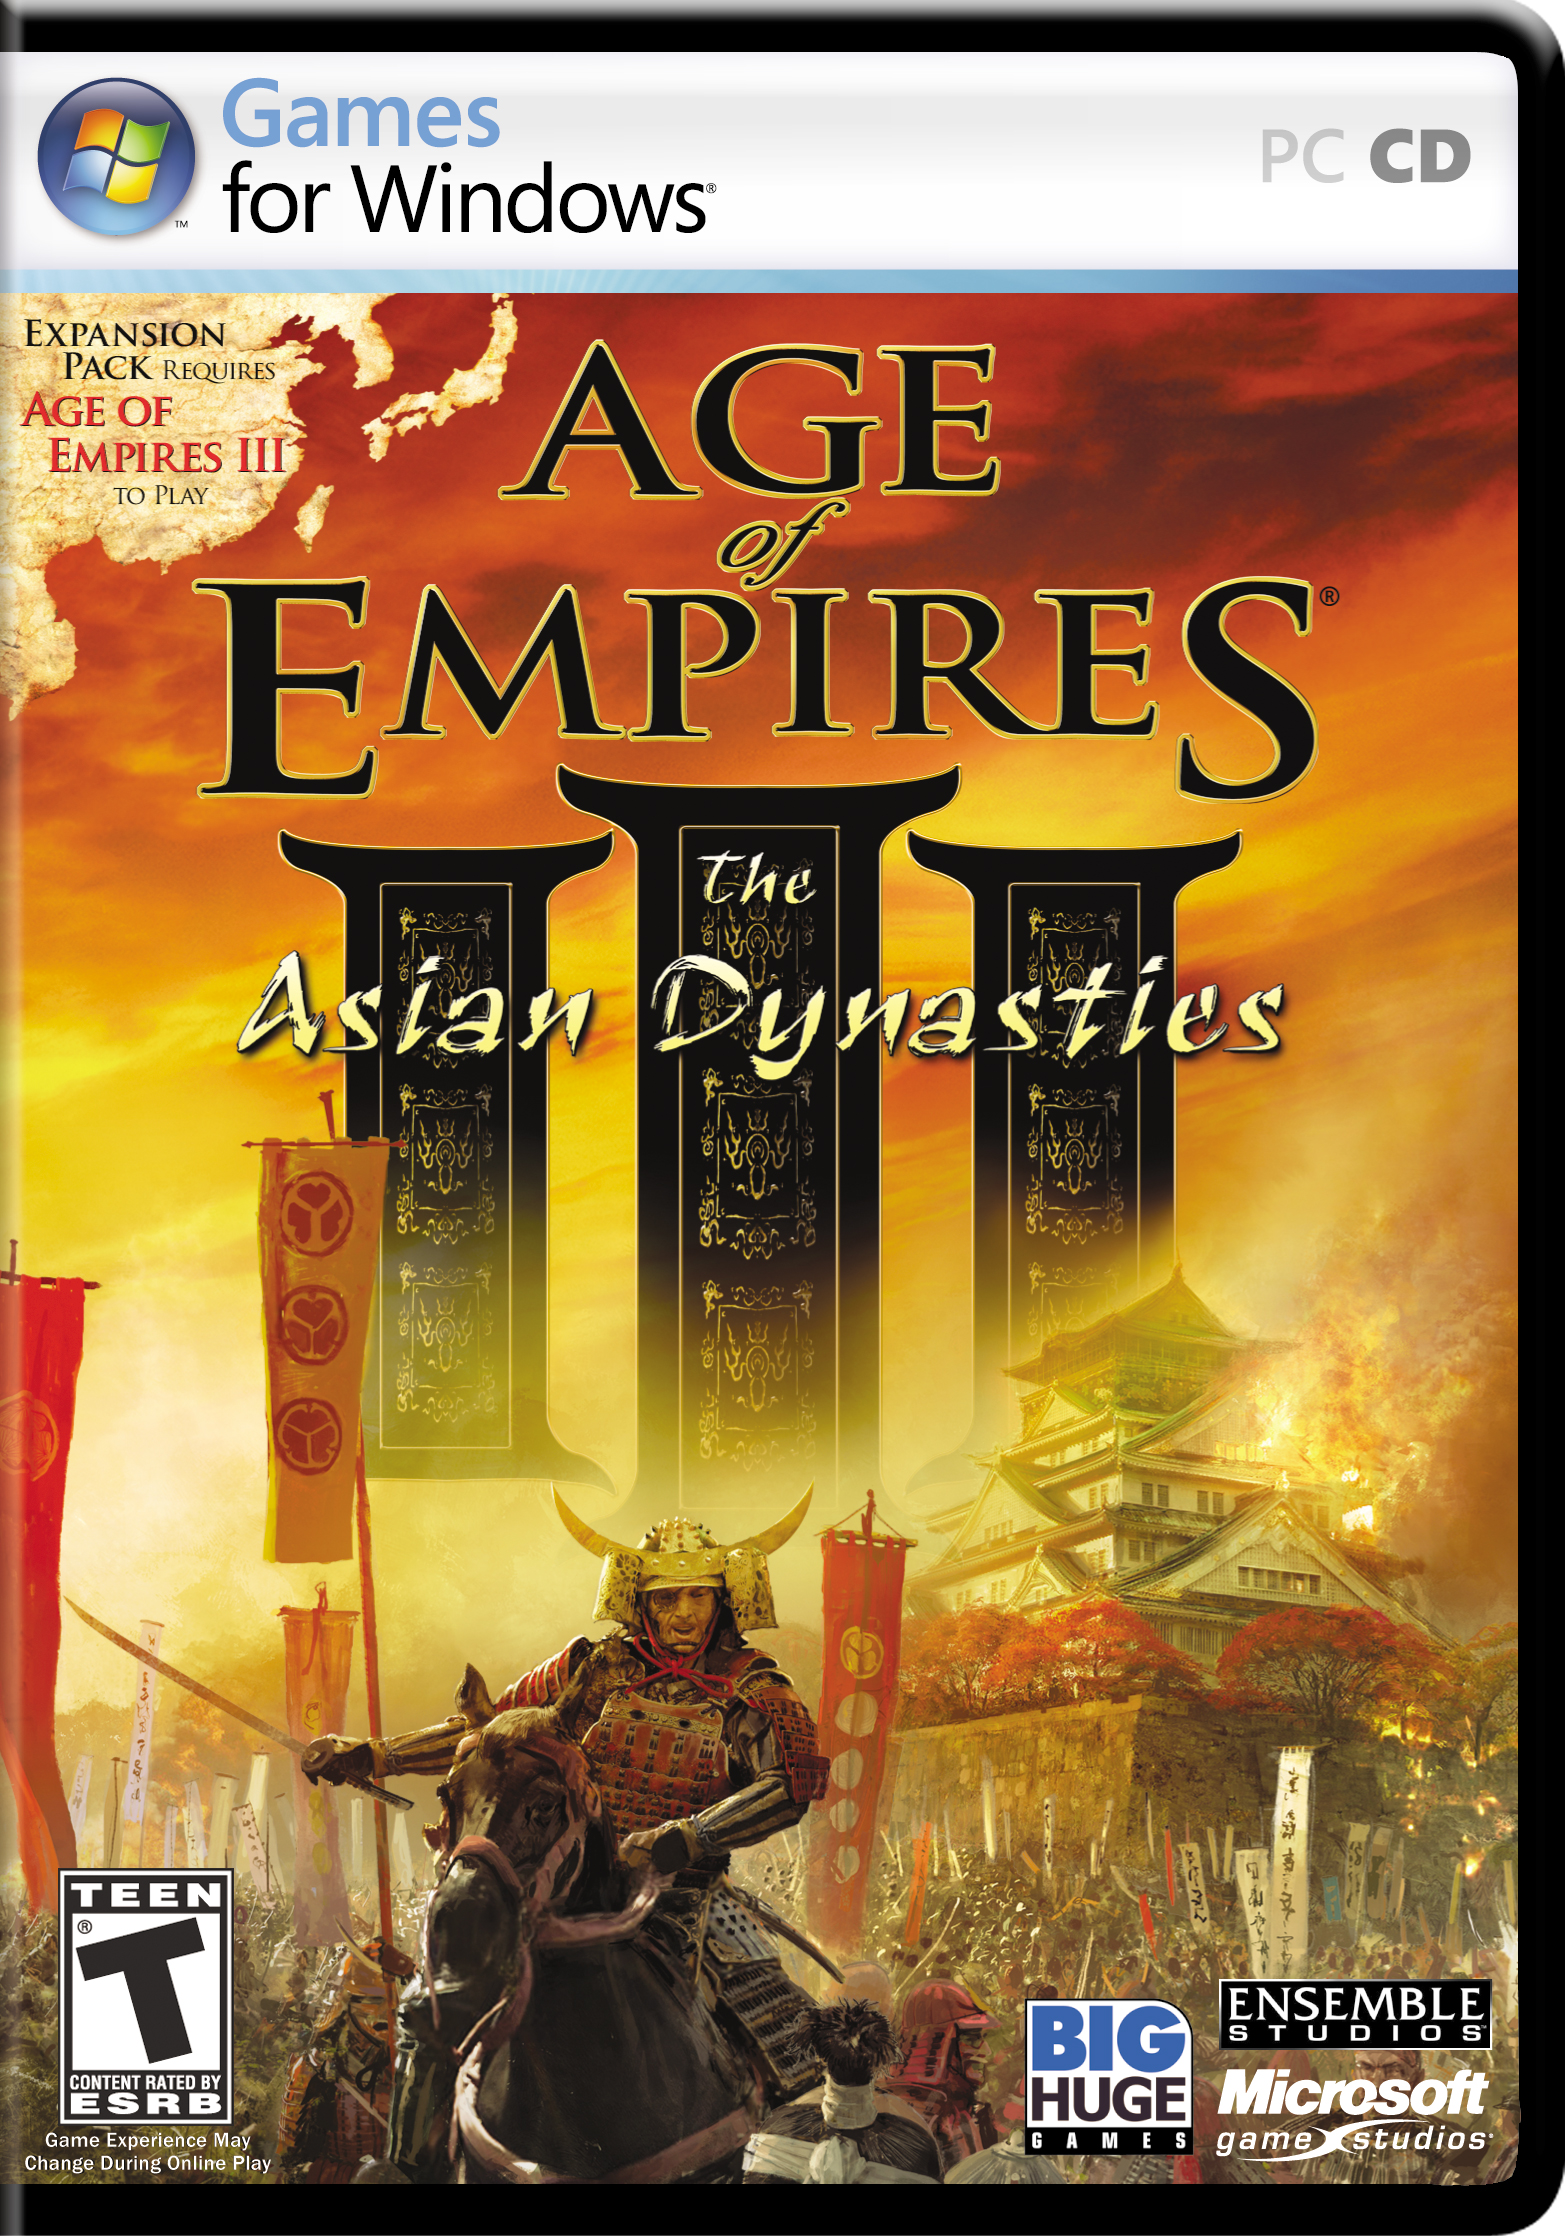 Games
for Windows®
™
PC CD
EXPANSION
PACK REQUIRES
AGE OF
EMPIRES III
TO PLAY
AGE
of
EMPIRES®
III
The
Asian Dynasties
TEEN
®
T
CONTENT RATED BY
ESRB
Game Experience May
Change During Online Play
BIG
HUGE
GAMES
ENSEMBLE
STUDIOS
Microsoft
game studios